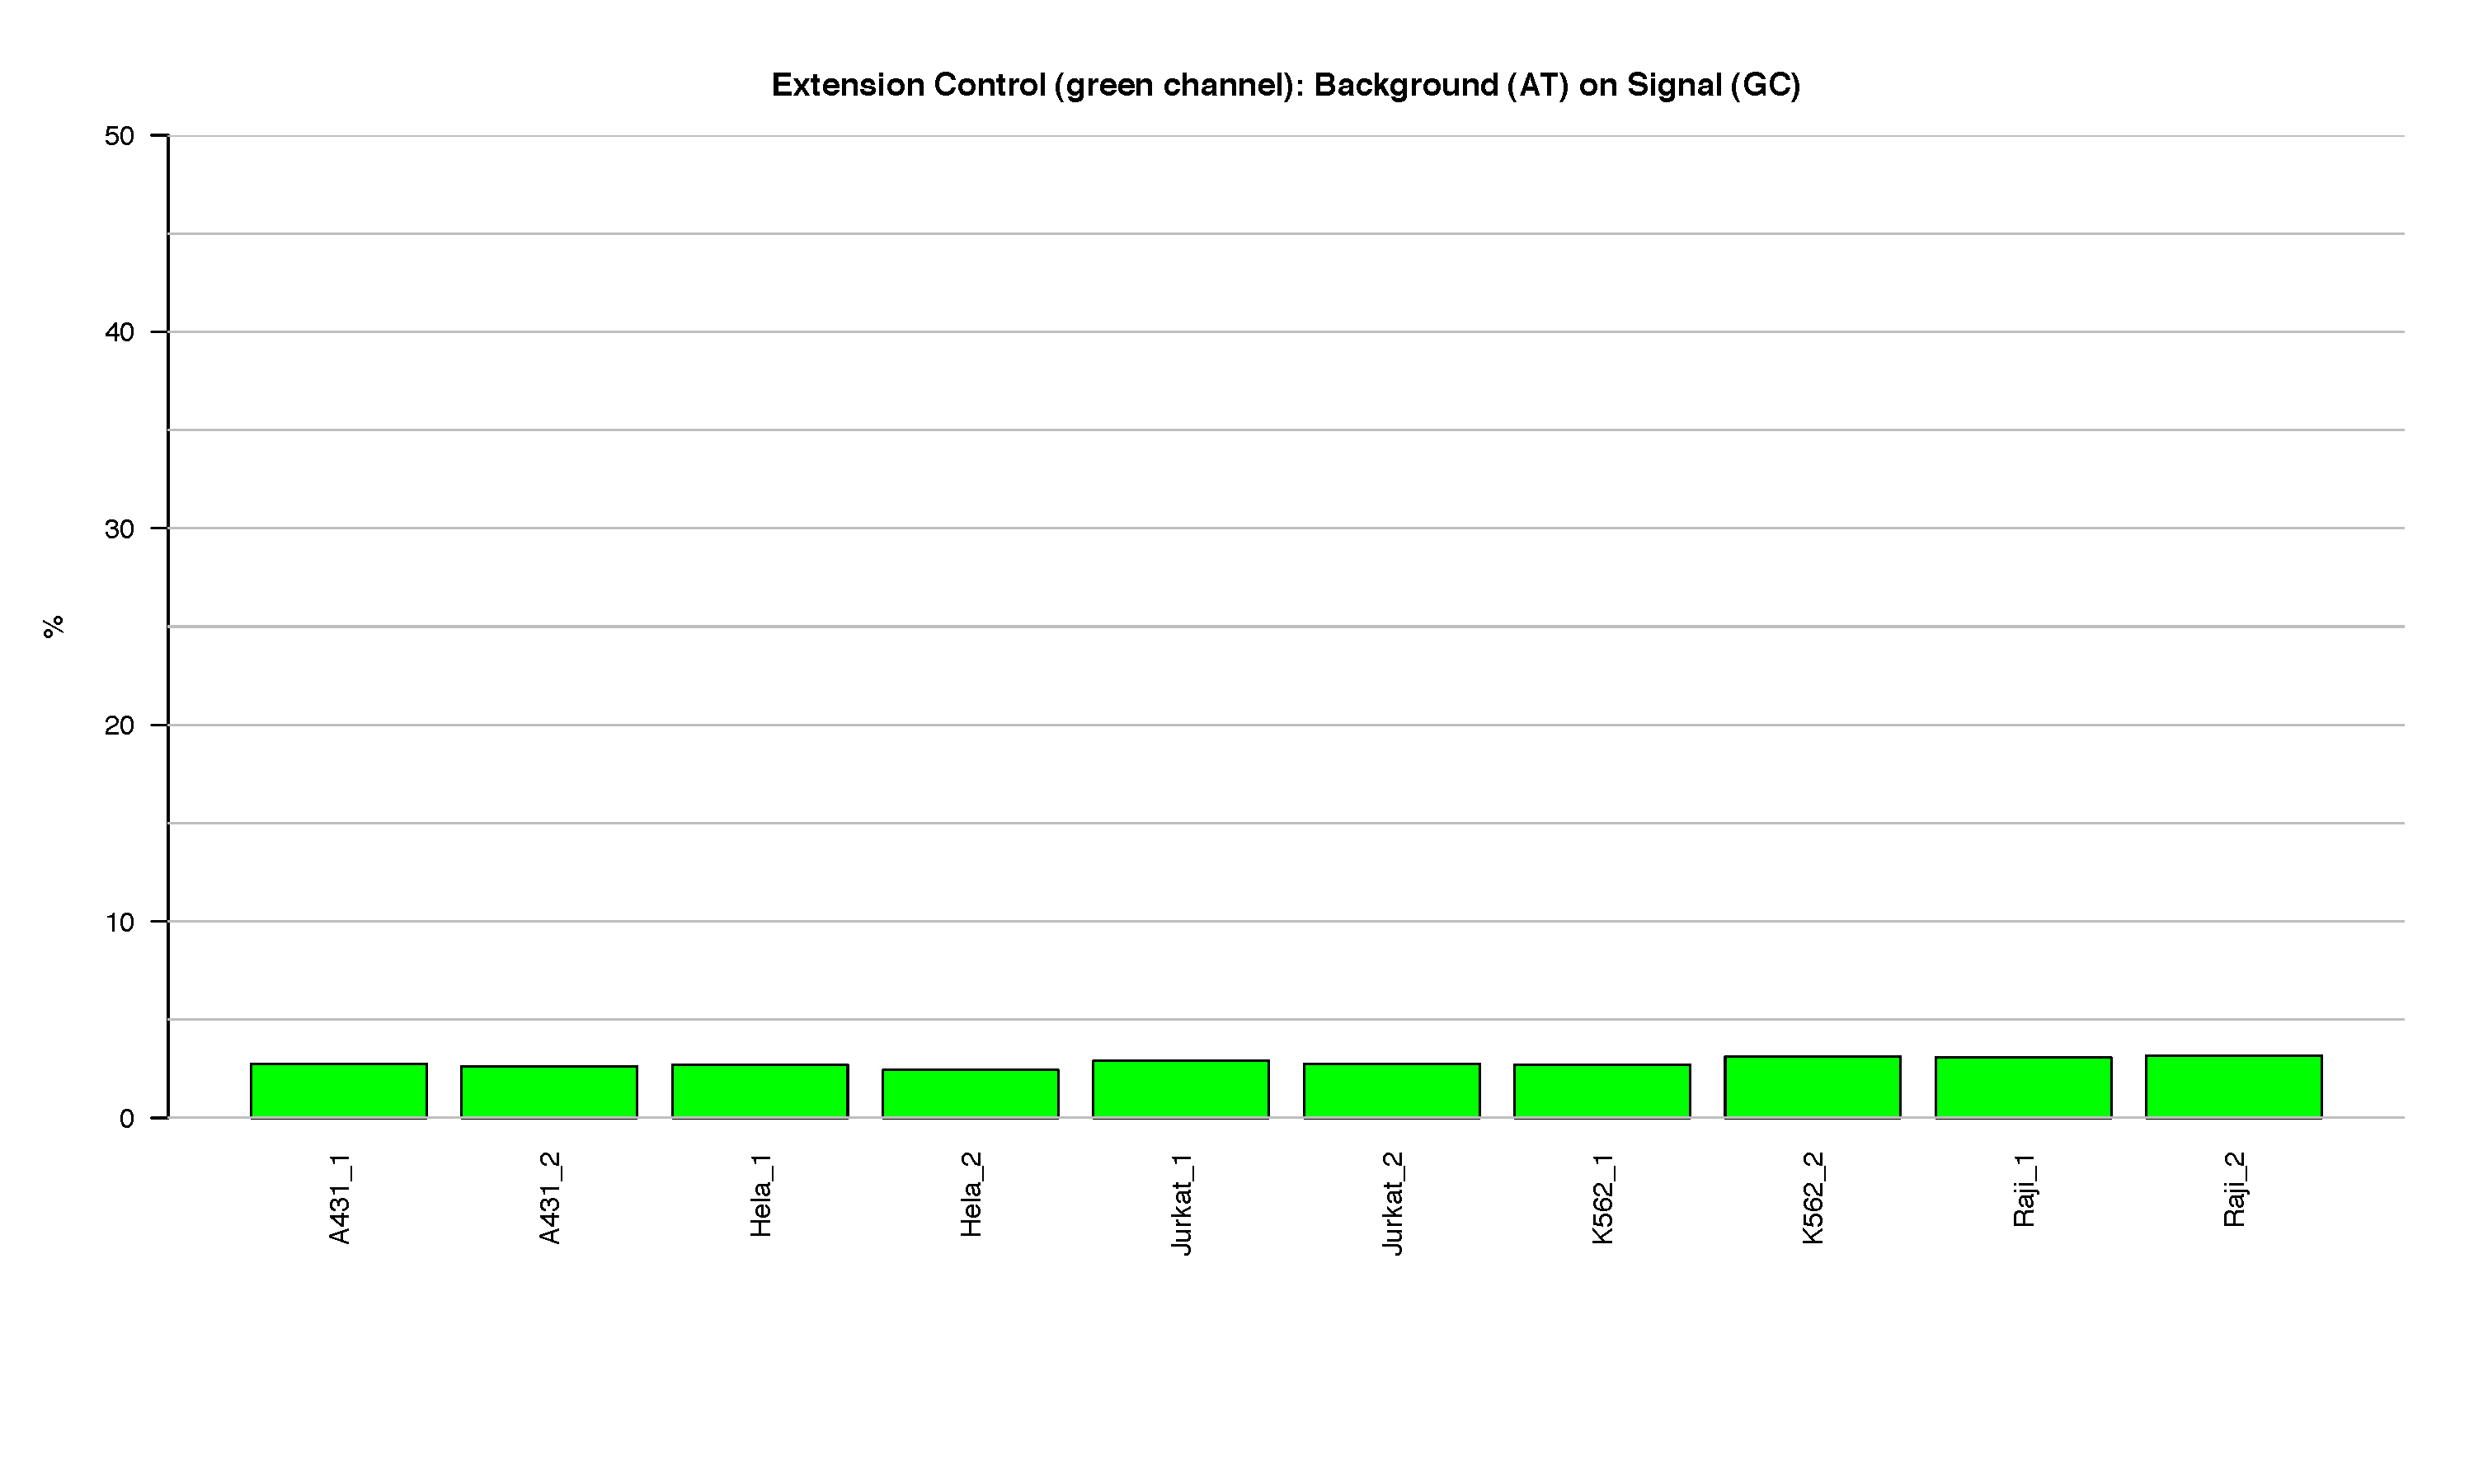 Extension Control (green channel): Background (AT) on Signal (GC)
50
40
30
20
10
0
%
A431_1
A431_2
Hela_1
Hela_2
Jurkat_1
Jurkat_2
K562_1
K562_2
Raji_1
Raji_2